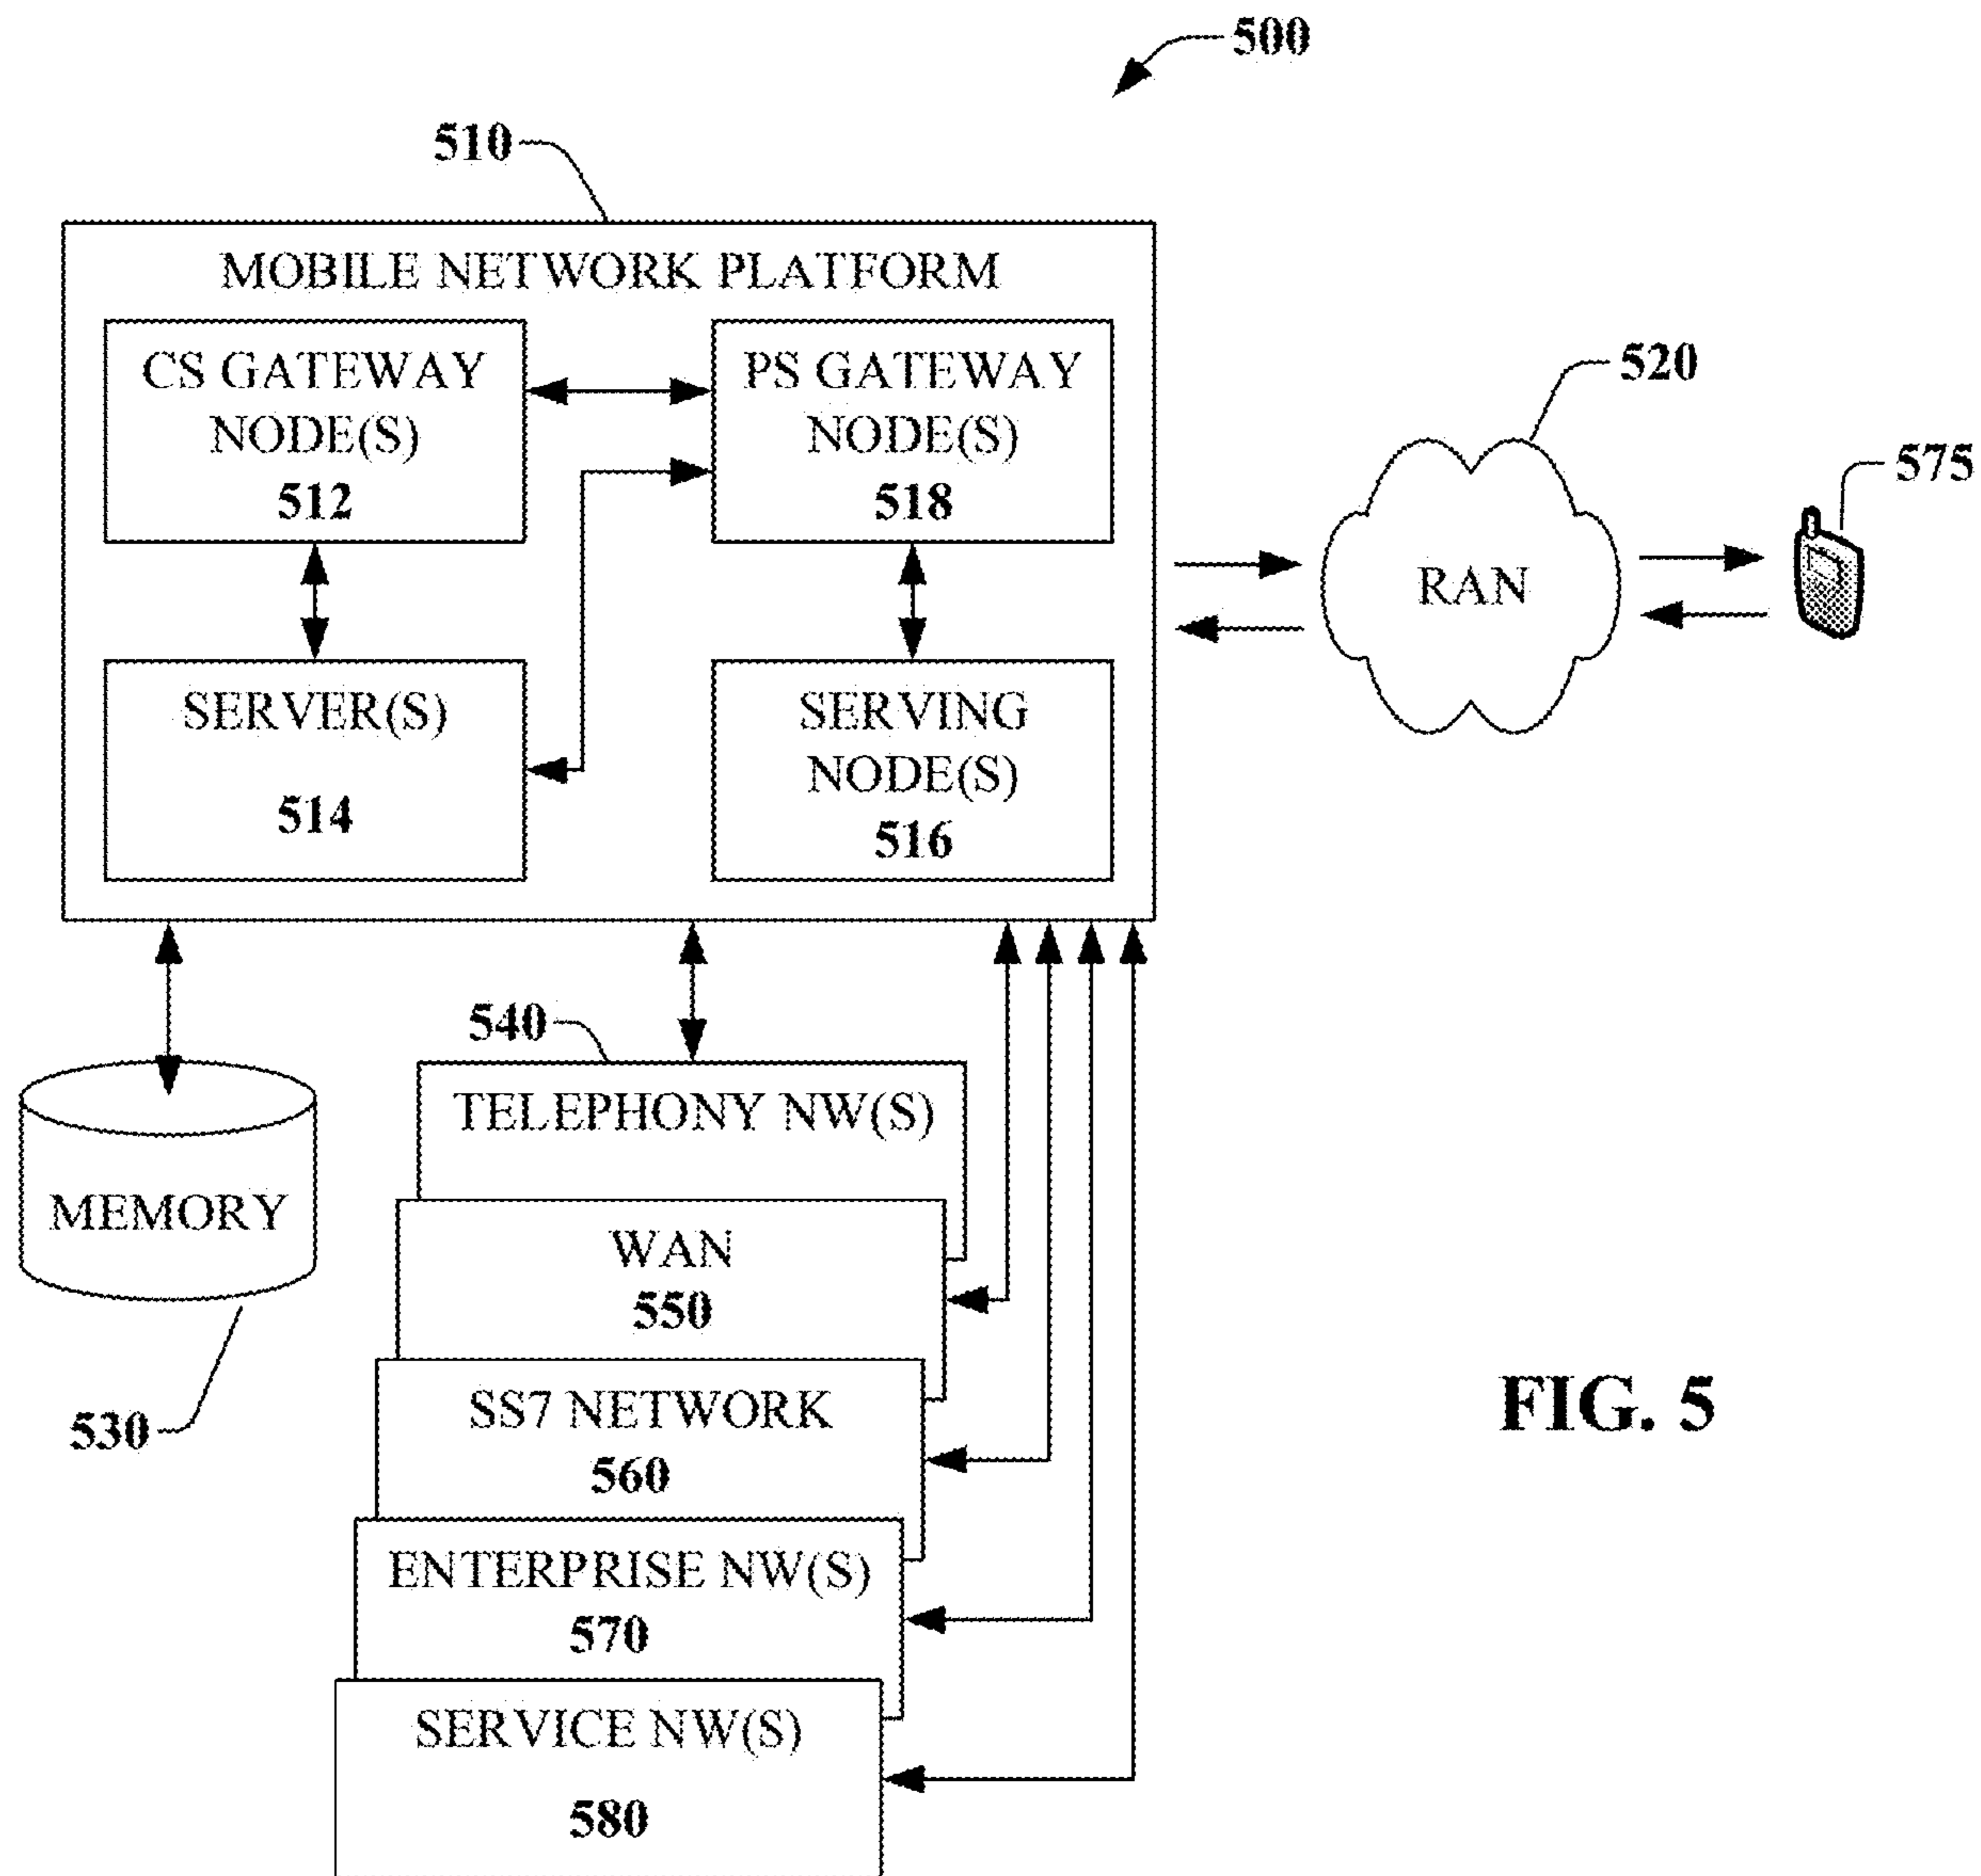 500
510
MOBILE NETWORK PLATFORM
CS GATEWAY
NODE(S)
512
PS GATEWAY
NODE(S)
518
SERVER(S)
514
SERVING
NODE(S)
516
520
RAN
575
540
TELEPHONY NW(S)
MEMORY
530
WAN
550
SS7 NETWORK
560
ENTERPRISE NW(S)
570
SERVICE NW(S)
580
FIG. 5